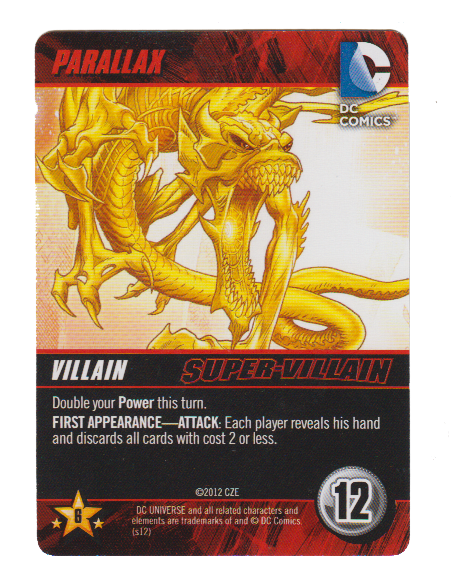 PARALLAX
DC
COMICS™
VILLAIN
SUPER-VILLAIN
Double your Power this turn.
FIRST APPEARANCE—ATTACK: Each player reveals his hand
and discards all cards with cost 2 or less.
©2012 CZE
6
DC UNIVERSE and all related characters and
elements are trademarks of and © DC Comics.
(s12)
12